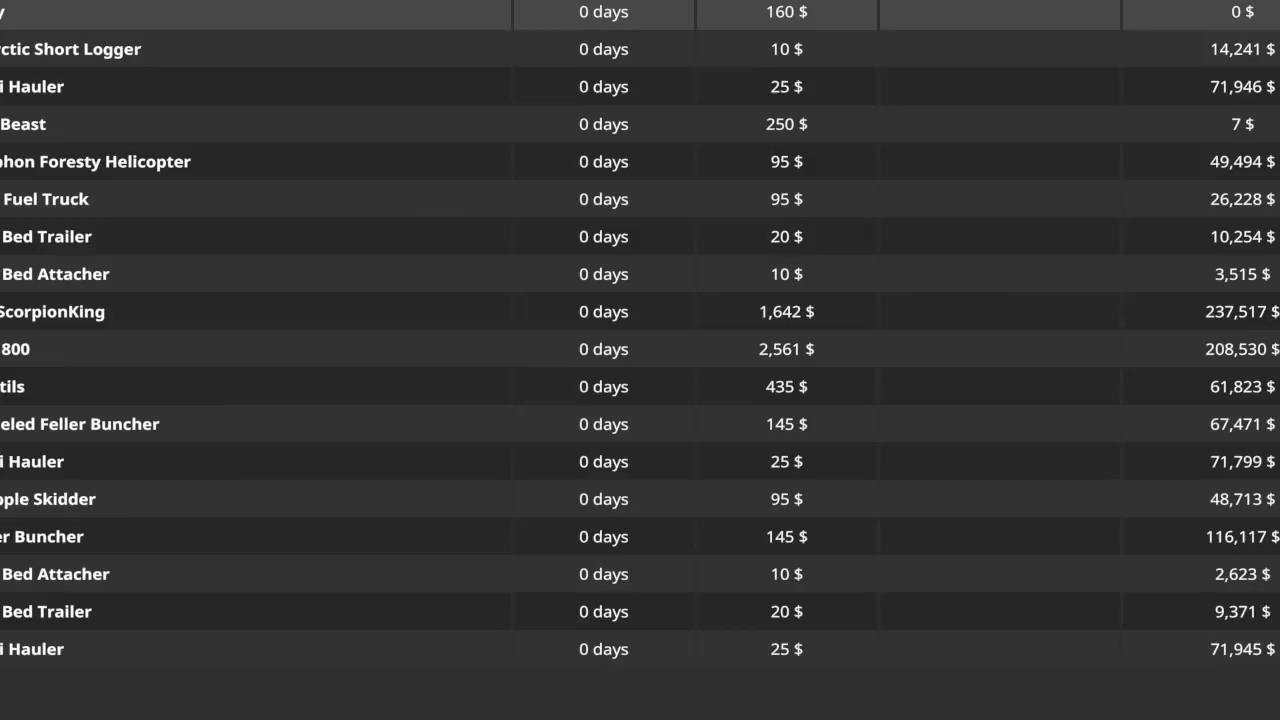 y 0 days 160 $ 0 $
ctic Short Logger 0 days 10 $ 14,241 $
i Hauler 0 days 25 $ 71,946 $
Beast 0 days 250 $ 7 $
phon Foresty Helicopter 0 days 95 $ 49,494 $
Fuel Truck 0 days 95 $ 26,228 $
Bed Trailer 0 days 20 $ 10,254 $
Bed Attacher 0 days 10 $ 3,515 $
ScorpionKing 0 days 1,642 $ 237,517 $
800 0 days 2,561 $ 208,530 $
tils 0 days 435 $ 61,823 $
eled Feller Buncher 0 days 145 $ 67,471 $
i Hauler 0 days 25 $ 71,799 $
pple Skidder 0 days 95 $ 48,713 $
er Buncher 0 days 145 $ 116,117 $
Bed Attacher 0 days 10 $ 2,623 $
Bed Trailer 0 days 20 $ 9,371 $
i Hauler 0 days 25 $ 71,945 $